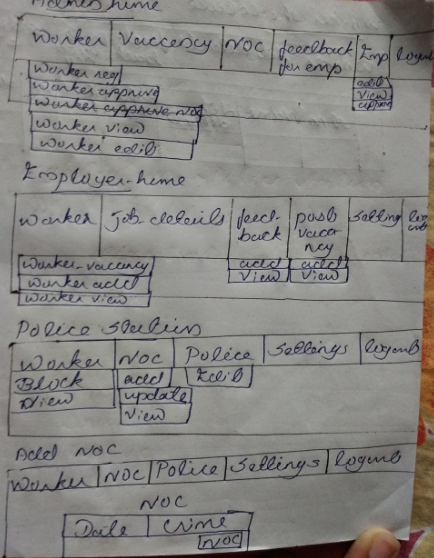 home
Worker Vaccency NOC feedback for emp Emp logout
Worker reg
Worker approve
Worker approve NOC
Worker view
Worker edit
edit
View
Employer home
Worker Job details feed-back post vaca-ncy Setting log out
Worker-vaccency
Worker add
Worker view
add
View
add
View
Police Station
Worker NOC Police Settings logout
Block
View
add
update
View
Edit
Add NOC
Worker NOC Police Settings logout
NOC
Date Crime
NOC